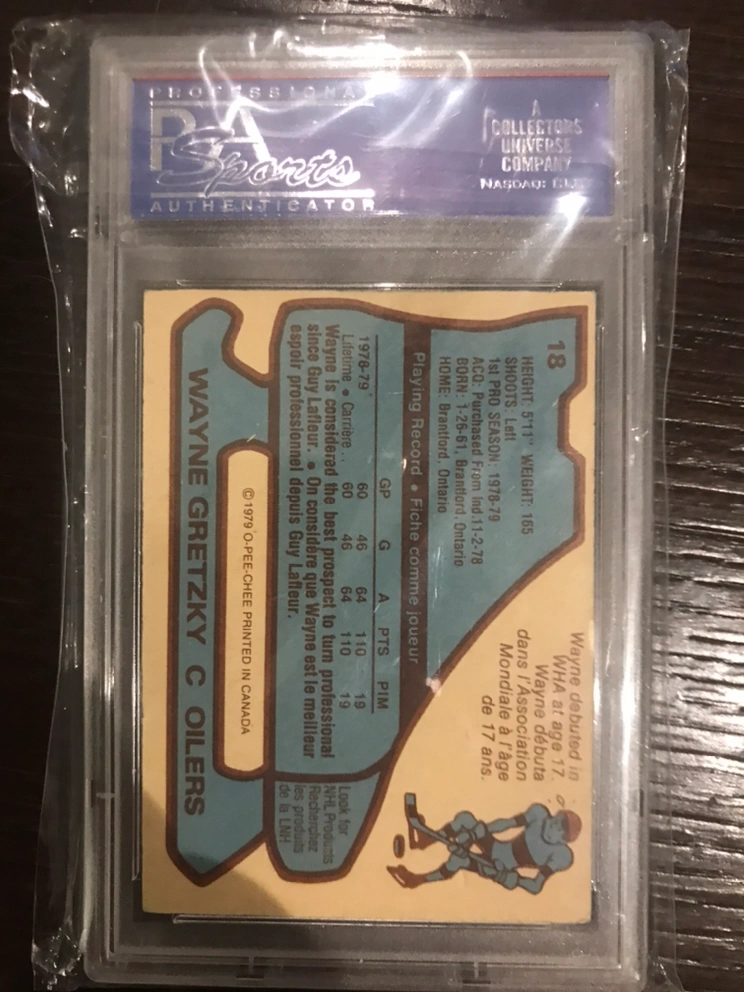 PROFESSIONAL
PSA
Sports
AUTHENTICATOR
A
COLLECTORS
UNIVERSE
COMPANY
NASDAQ:
18
HEIGHT: 5'11" WEIGHT: 165
SHOOTS: Left
1st PRO SEASON: 1978-79
ACQ: Purchased From Ind. 11-2-78
BORN: 1-26-61, Brantford, Ontario
HOME: Brantford, Ontario
Wayne debuted in
WHA at age 17.
Wayne débuta
dans l'Association
Mondiale à l'âge
de 17 ans.
Playing Record • Fiche comme joueur
GP G A PTS PIM
1978-79 60 46 64 110 19
Lifetime • Carrière . . 60 46 64 110 19
Wayne is considered the best prospect to turn professional
since Guy Lafleur. • On considère que Wayne est le meilleur
espoir professionnel depuis Guy Lafleur.
Look for
NHL Products
Recherchez
les produits
de la LNH
© 1979 O-PEE-CHEE PRINTED IN CANADA
WAYNE GRETZKY C OILERS